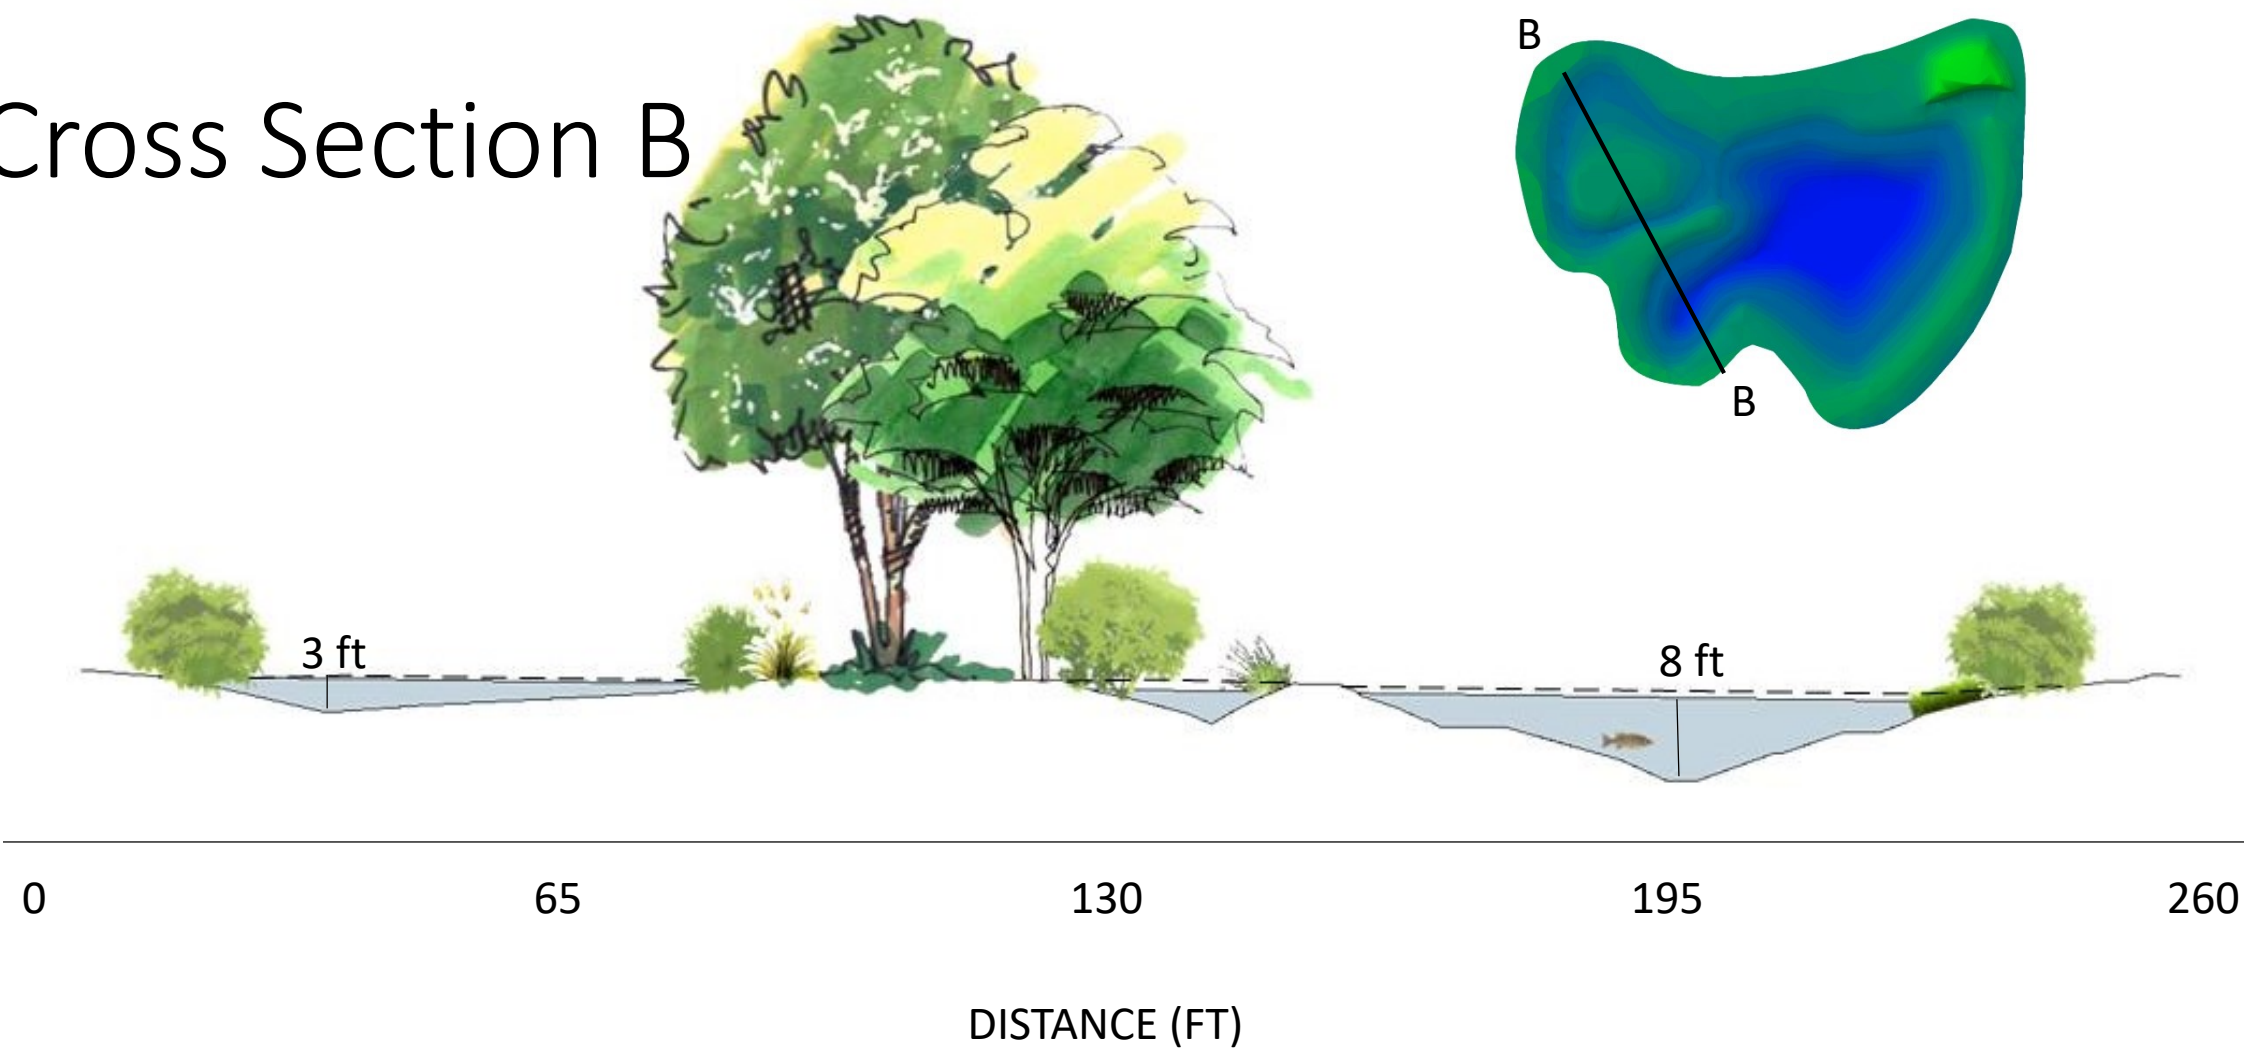 Cross Section B
B
B
3 ft
8 ft
0 65 130 195 260
DISTANCE (FT)